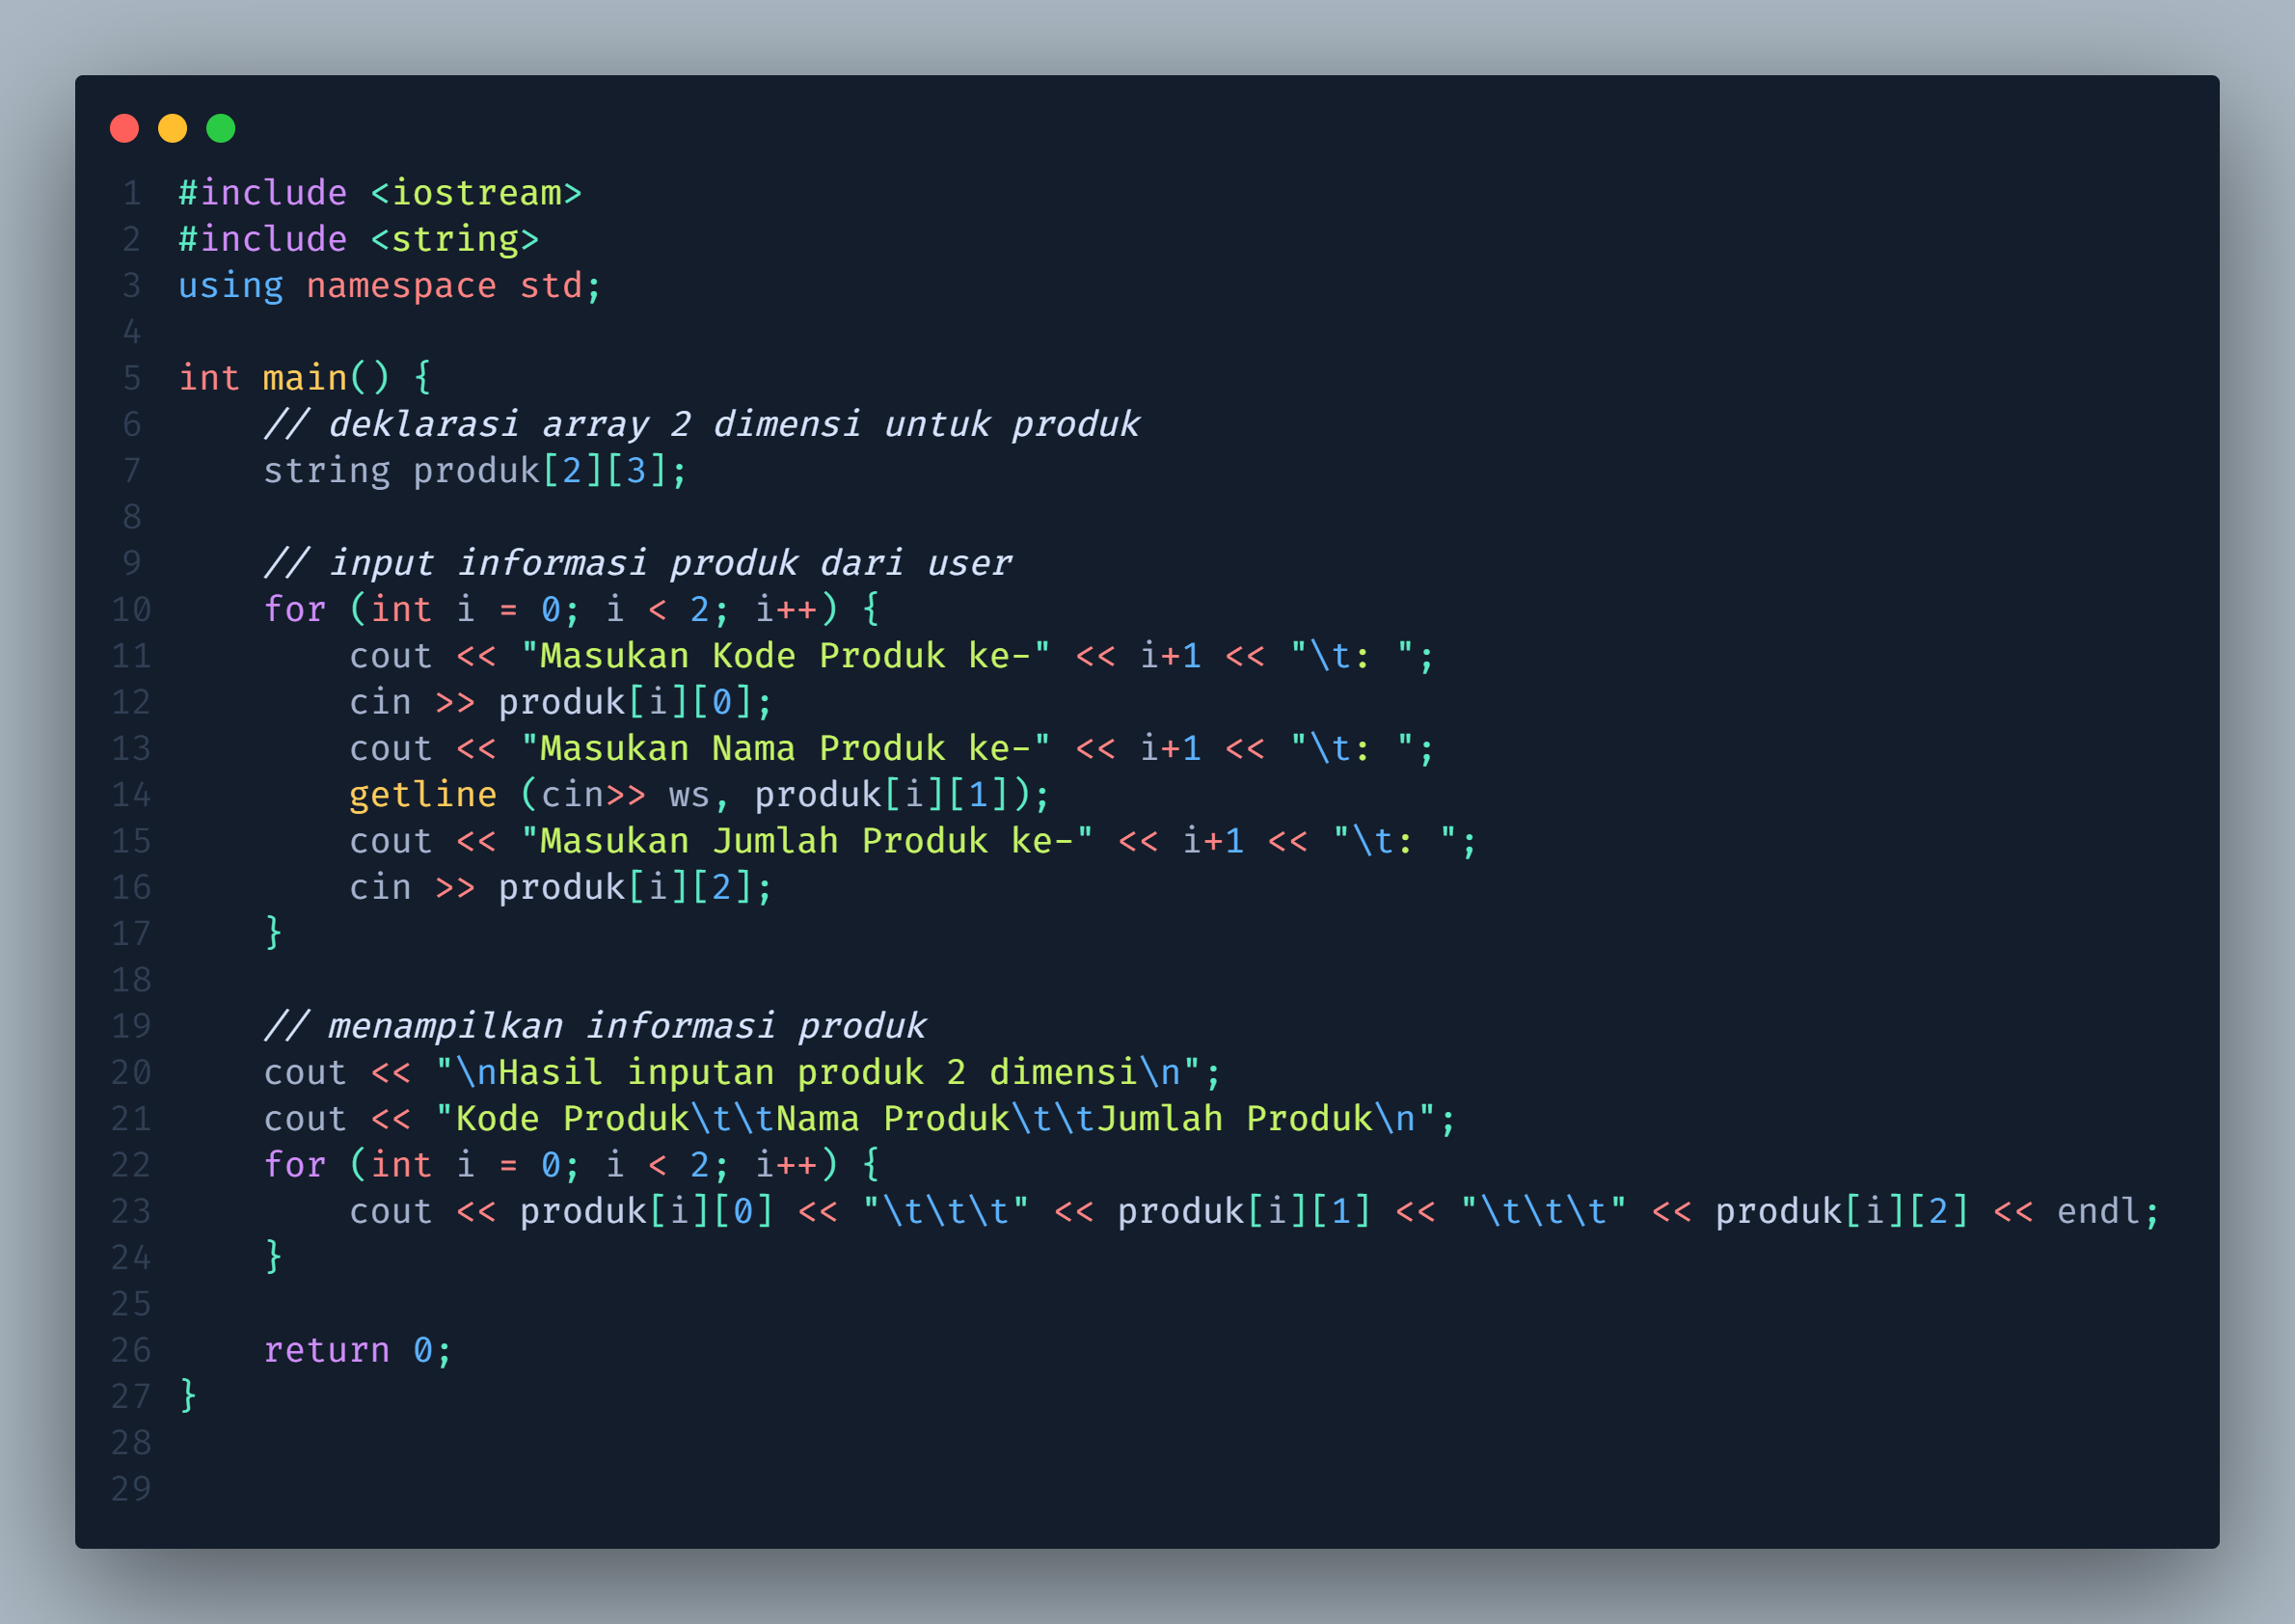 1 #include <iostream>
2 #include <string>
3 using namespace std;
4
5 int main() {
6     // deklarasi array 2 dimensi untuk produk
7     string produk[2][3];
8
9     // input informasi produk dari user
10     for (int i = 0; i < 2; i++) {
11         cout << "Masukan Kode Produk ke-" << i+1 << "\t: ";
12         cin >> produk[i][0];
13         cout << "Masukan Nama Produk ke-" << i+1 << "\t: ";
14         getline (cin>> ws, produk[i][1]);
15         cout << "Masukan Jumlah Produk ke-" << i+1 << "\t: ";
16         cin >> produk[i][2];
17     }
18
19     // menampilkan informasi produk
20     cout << "\nHasil inputan produk 2 dimensi\n";
21     cout << "Kode Produk\t\tNama Produk\t\tJumlah Produk\n";
22     for (int i = 0; i < 2; i++) {
23         cout << produk[i][0] << "\t\t\t" << produk[i][1] << "\t\t\t" << produk[i][2] << endl;
24     }
25
26     return 0;
27 }
28
29